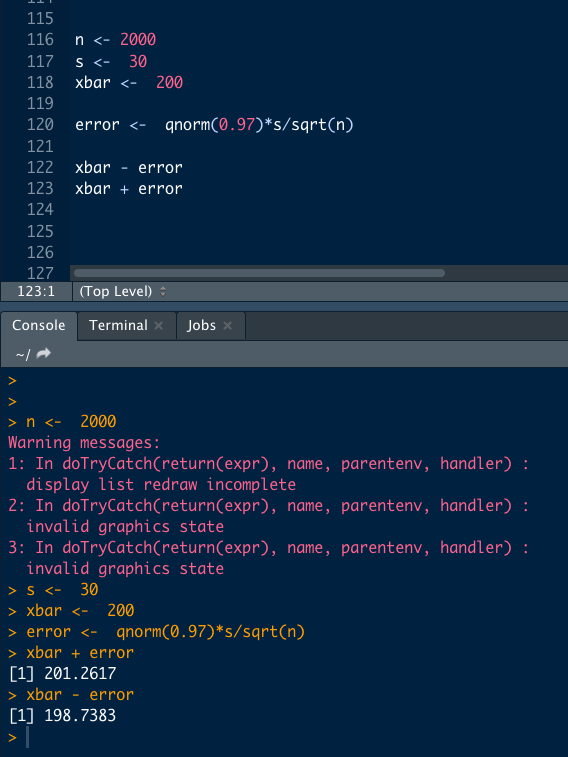 115
116 n <- 2000
117 s <-  30
118 xbar <-  200
119
120 error <-  qnorm(0.97)*s/sqrt(n)
121
122 xbar - error
123 xbar + error
124
125
126
127
123:1 (Top Level)
Console Terminal Jobs
~/
>
>
> n <-  2000
Warning messages:
1: In doTryCatch(return(expr), name, parentenv, handler) :
  display list redraw incomplete
2: In doTryCatch(return(expr), name, parentenv, handler) :
  invalid graphics state
3: In doTryCatch(return(expr), name, parentenv, handler) :
  invalid graphics state
> s <-  30
> xbar <-  200
> error <-  qnorm(0.97)*s/sqrt(n)
> xbar + error
[1] 201.2617
> xbar - error
[1] 198.7383
>